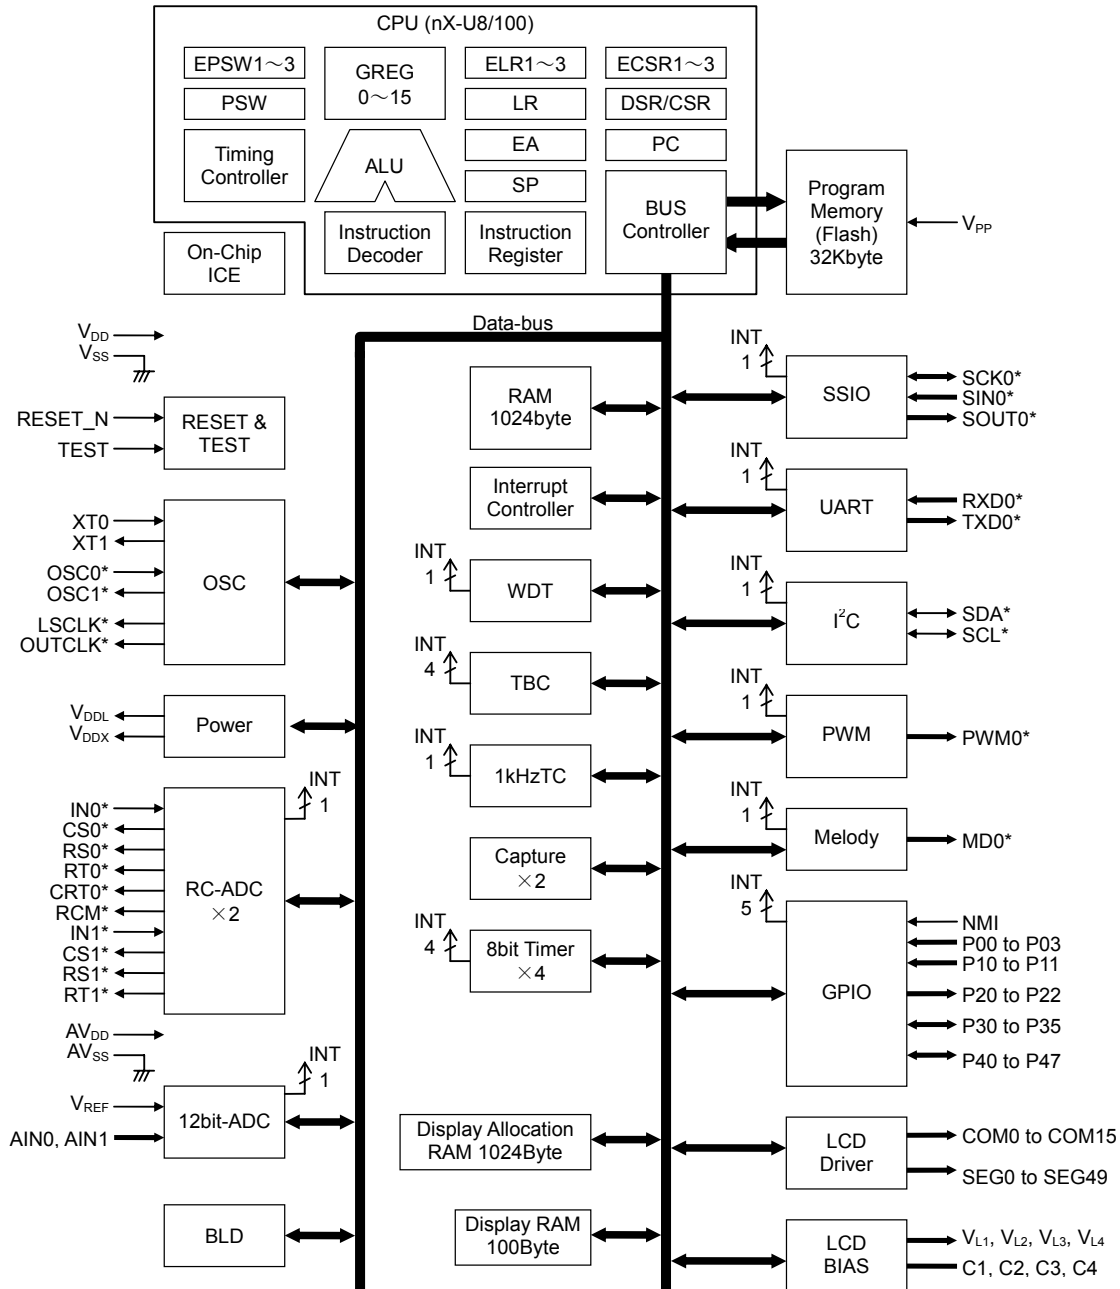 CPU (nX-U8/100)
EPSW1～3
GREG
0～15
ELR1～3
ECSR1～3
PSW
LR
DSR/CSR
Timing
Controller
ALU
EA
PC
SP
BUS
Controller
Instruction
Decoder
Instruction
Register
On-Chip
ICE
Program
Memory
(Flash)
32Kbyte
VPP
Data-bus
VDD
VSS
RESET_N
TEST
RESET &
TEST
XT0
XT1
OSC0*
OSC1*
LSCLK*
OUTCLK*
OSC
VDDL
VDDX
Power
IN0*
CS0*
RS0*
RT0*
CRT0*
RCM*
IN1*
CS1*
RS1*
RT1*
RC-ADC
×2
INT
1
AVDD
AVSS
VREF
AIN0, AIN1
12bit-ADC
INT
1
BLD
RAM
1024byte
Interrupt
Controller
INT
1
WDT
INT
4
TBC
INT
1
1kHzTC
Capture
×2
INT
4
8bit Timer
×4
Display Allocation
RAM 1024Byte
Display RAM
100Byte
INT
1
SSIO
SCK0*
SIN0*
SOUT0*
INT
1
UART
RXD0*
TXD0*
INT
1
I²C
SDA*
SCL*
INT
1
PWM
PWM0*
INT
1
Melody
MD0*
INT
5
GPIO
NMI
P00 to P03
P10 to P11
P20 to P22
P30 to P35
P40 to P47
LCD
Driver
COM0 to COM15
SEG0 to SEG49
LCD
BIAS
VL1, VL2, VL3, VL4
C1, C2, C3, C4